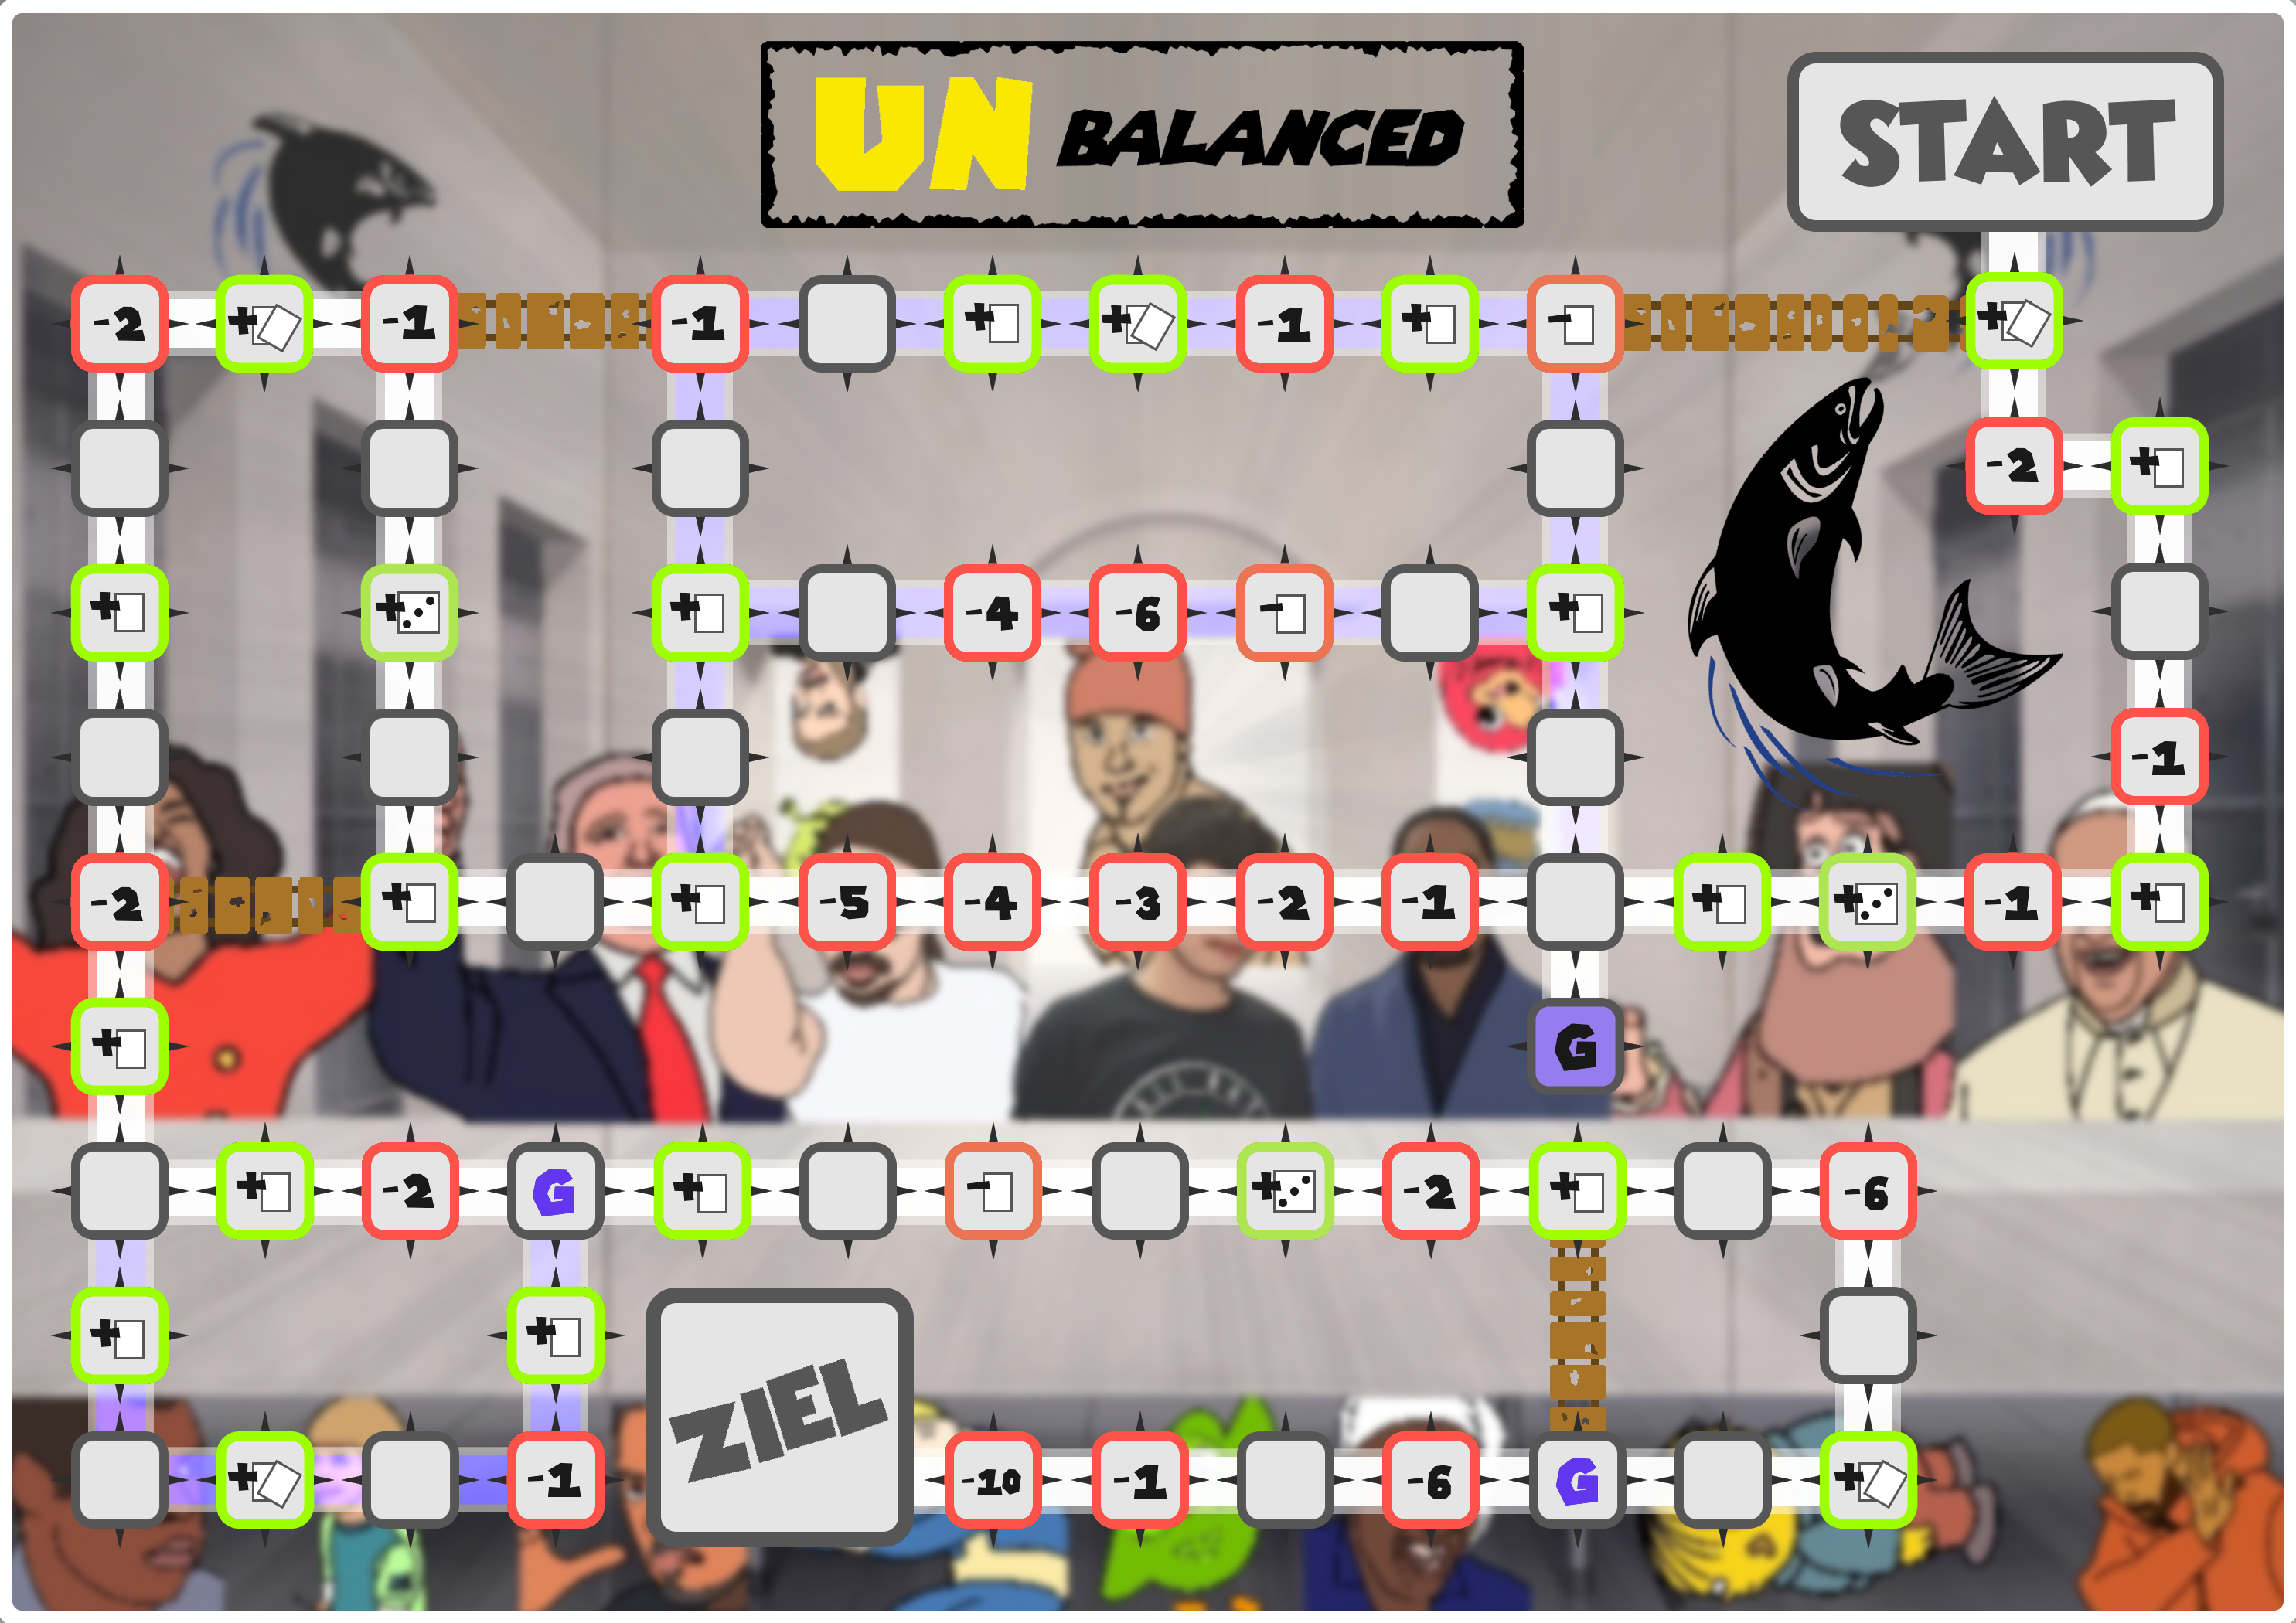 UN BALANCED
START
-2 + -1 -1 + + -1 + - +
-2 +
+ + + -4 -6 - +
-1
-2 + + -5 -4 -3 -2 -1 + + -1 +
+ G
+ -2 G + - + -2 + -6
+ +
ZIEL
+ -1 -10 -1 -6 G +